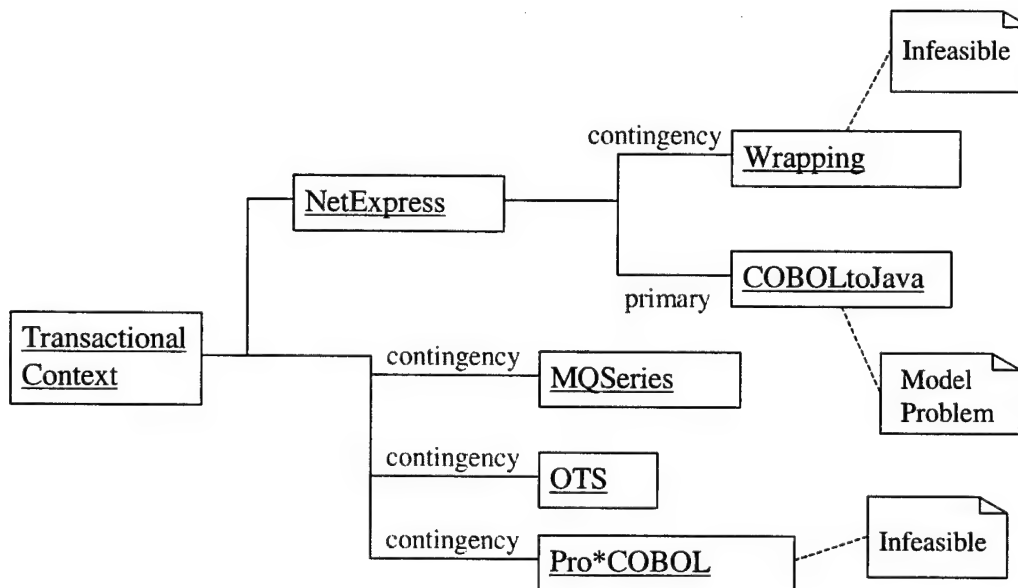 Infeasible
contingency
Wrapping
NetExpress
COBOLtoJava
primary
Transactional
Context
contingency
MQSeries
Model
Problem
contingency
OTS
contingency
Pro*COBOL
Infeasible